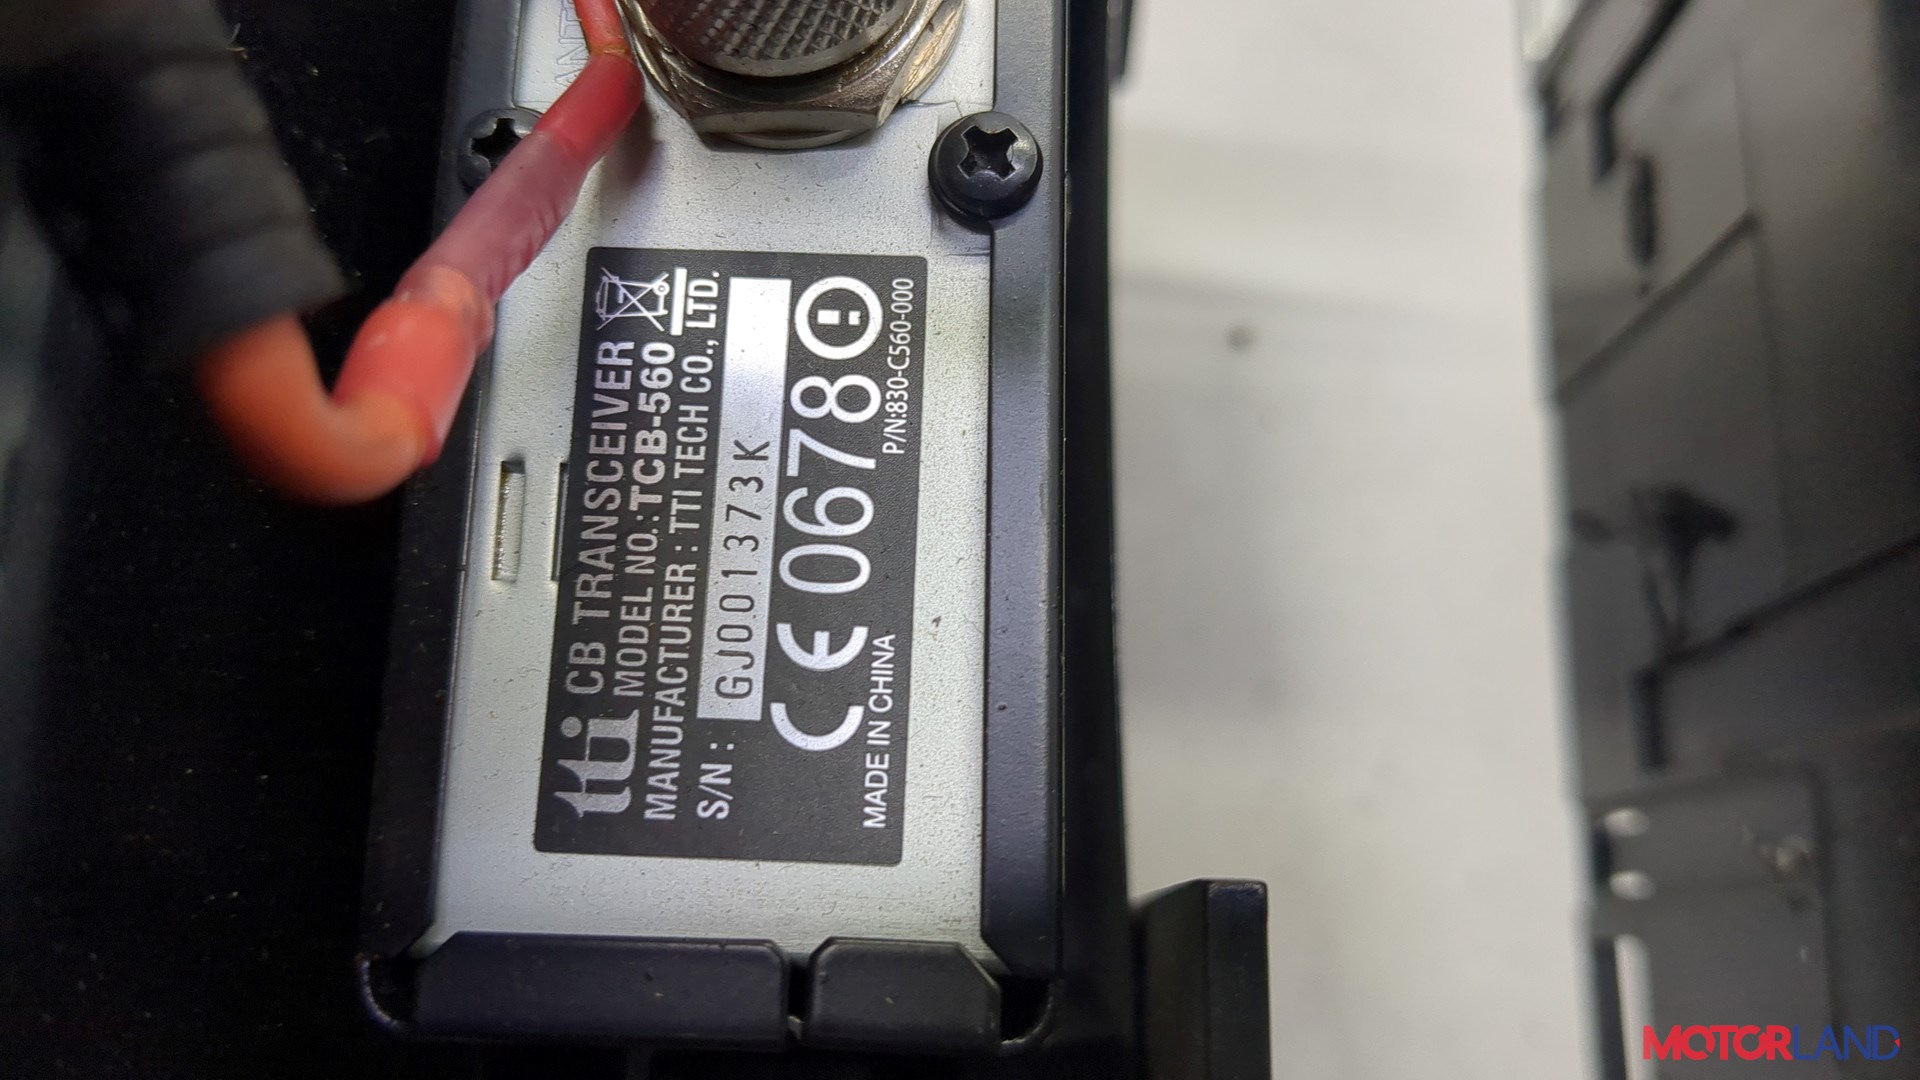 ANT
tti CB TRANSCEIVER
MODEL NO.:TCB-560
MANUFACTURER : TTI TECH CO., LTD.
S/N : GJ001373K
CE 0678
MADE IN CHINA P/N:830-C560-000
MOTORLAND